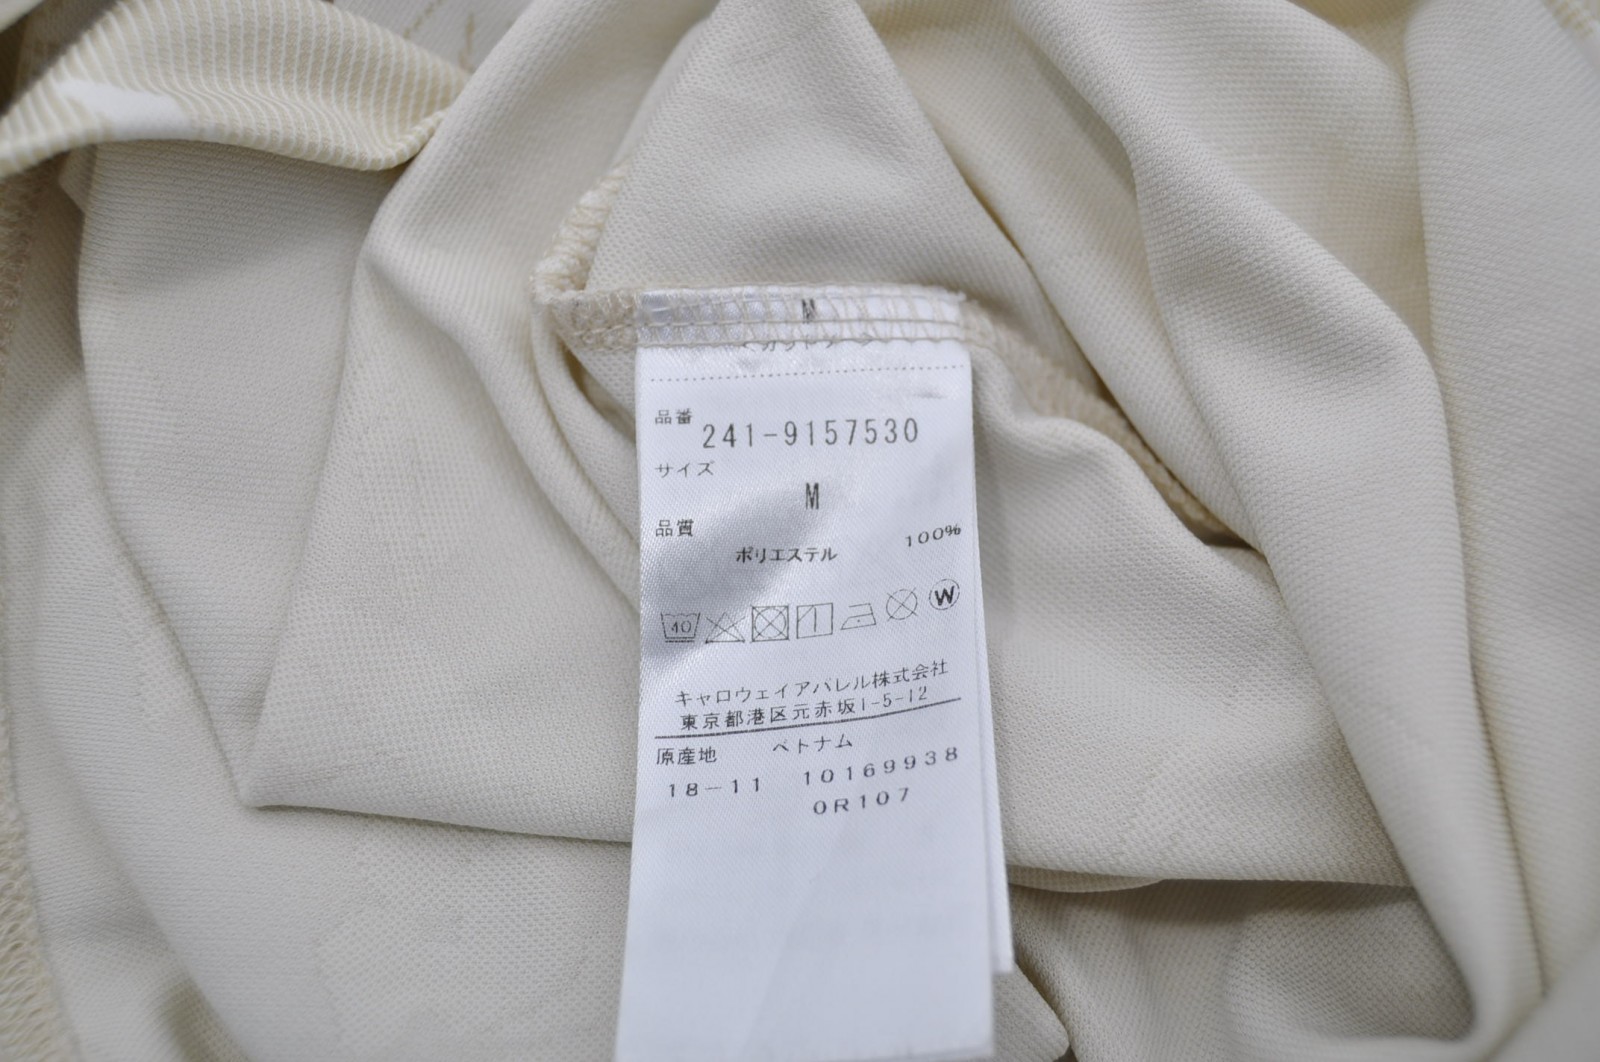 M
品番
241-9157530
サイズ
M
品質
ポリエステル 100%
40 W
キャロウェイアパレル株式会社
東京都港区元赤坂1-5-12
原産地 ベトナム
18-11 10169938
0R107